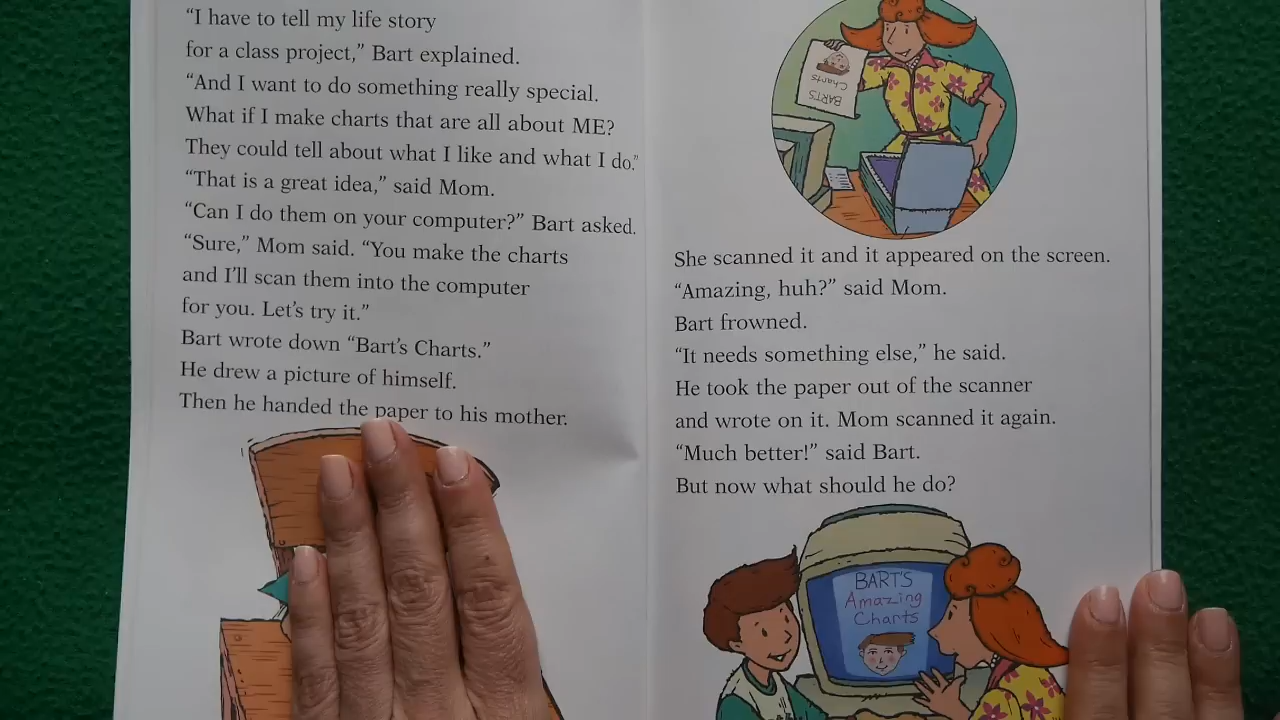 “I have to tell my life story
for a class project,” Bart explained.
“And I want to do something really special.
What if I make charts that are all about ME?
They could tell about what I like and what I do.”
“That is a great idea,” said Mom.
“Can I do them on your computer?” Bart asked.
“Sure,” Mom said. “You make the charts
and I’ll scan them into the computer
for you. Let’s try it.”
Bart wrote down “Bart’s Charts.”
He drew a picture of himself.
Then he handed the paper to his mother.
Charts
BART'S
She scanned it and it appeared on the screen.
“Amazing, huh?” said Mom.
Bart frowned.
“It needs something else,” he said.
He took the paper out of the scanner
and wrote on it. Mom scanned it again.
“Much better!” said Bart.
But now what should he do?
BART'S
Amazing
Charts